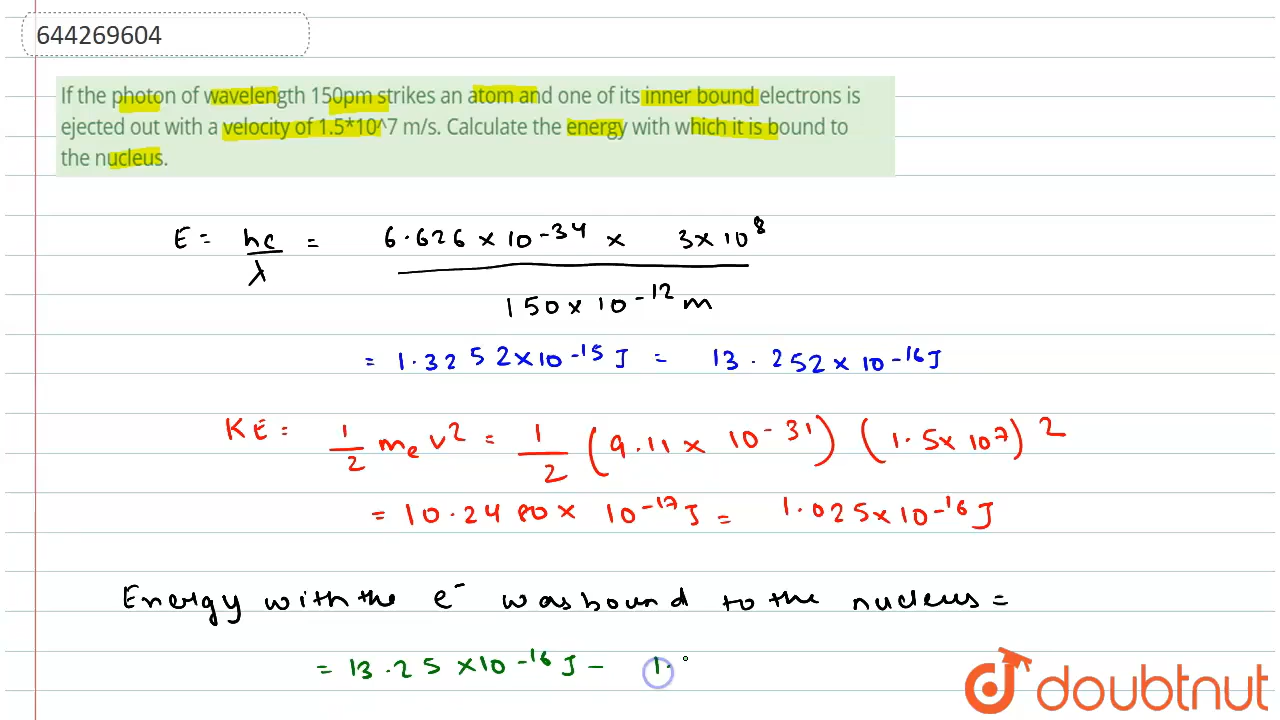 644269604
If the photon of wavelength 150pm strikes an atom and one of its inner bound electrons is
ejected out with a velocity of 1.5*10^7 m/s. Calculate the energy with which it is bound to
the nucleus.
E = hc/λ = 6.626 × 10^-34 × 3×10^8 / 150 × 10^-12 m
= 1.3252×10^-15 J = 13.252 × 10^-16 J
KE = 1/2 mₑv² = 1/2 (9.11 × 10^-31) (1.5×10^7)^2
= 10.2480× 10^-17 J = 1.025×10^-16 J
Energy with the e⁻ was bound to the nucleus =
= 13.25 ×10^-16 J – 1.
doubtnut